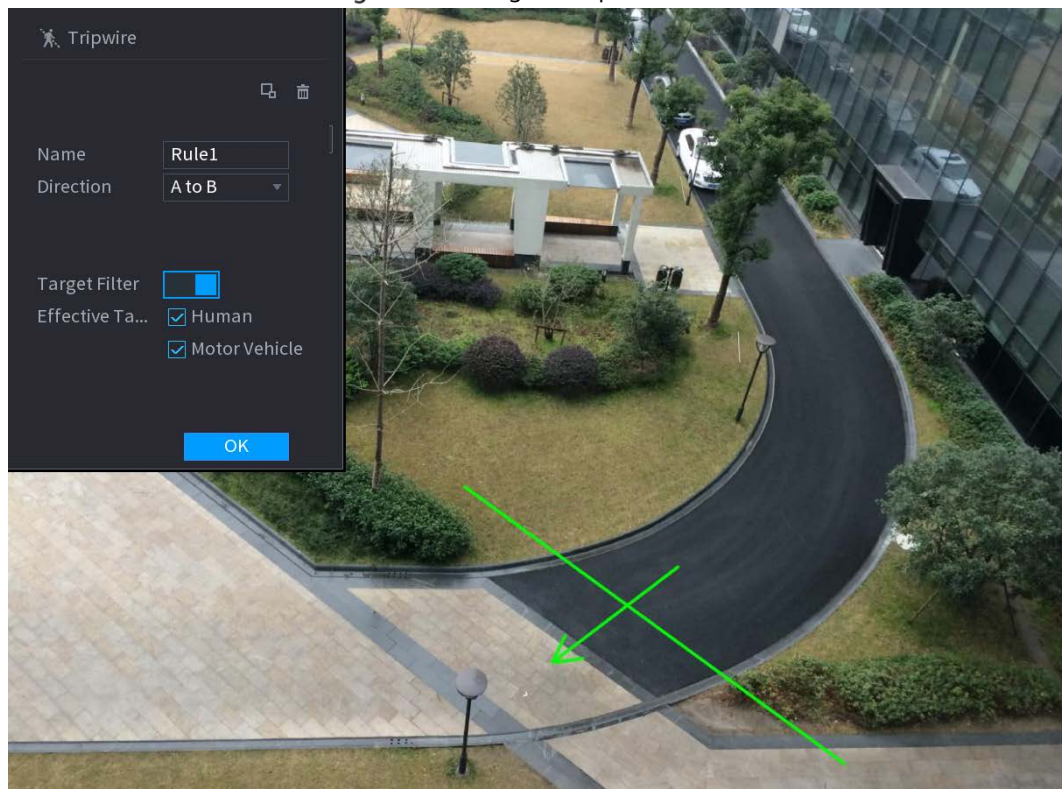 Tripwire
Name Rule1
Direction A to B
Target Filter
Effective Ta... Human
Motor Vehicle
OK